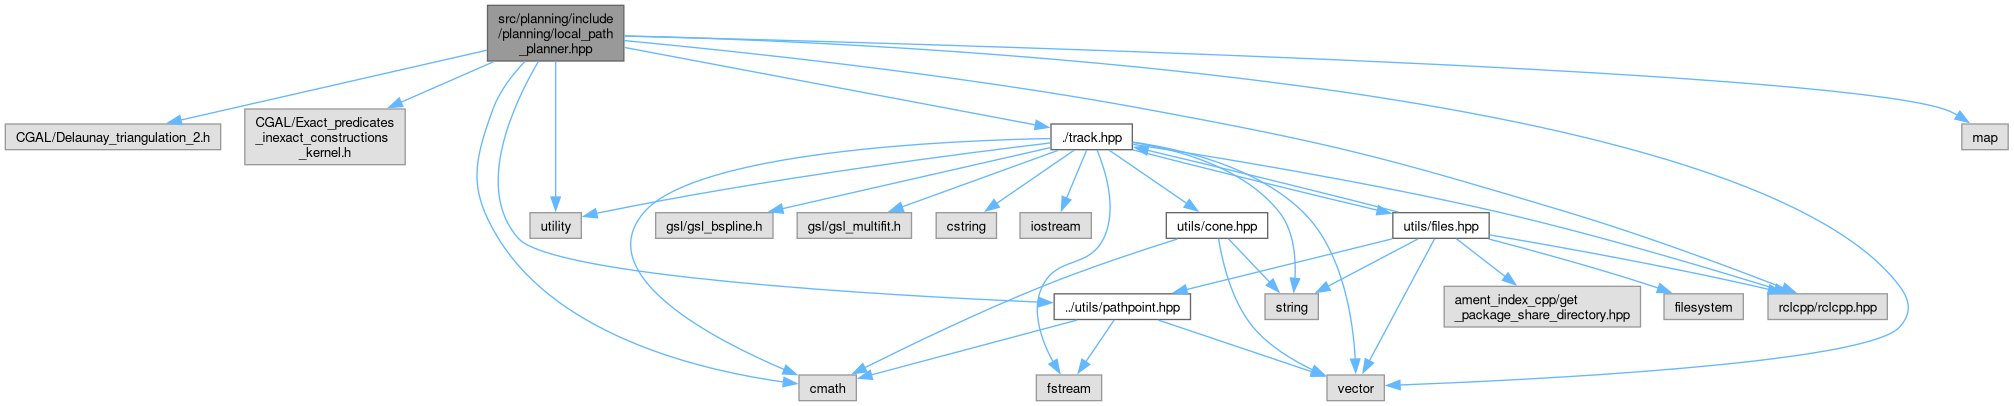 src/planning/include
/planning/local_path
_planner.hpp
CGAL/Delaunay_triangulation_2.h
CGAL/Exact_predicates
_inexact_constructions
_kernel.h
./track.hpp
map
utility
gsl/gsl_bspline.h
gsl/gsl_multifit.h
cstring
iostream
utils/cone.hpp
utils/files.hpp
../utils/pathpoint.hpp
string
ament_index_cpp/get
_package_share_directory.hpp
filesystem
rclcpp/rclcpp.hpp
cmath
fstream
vector